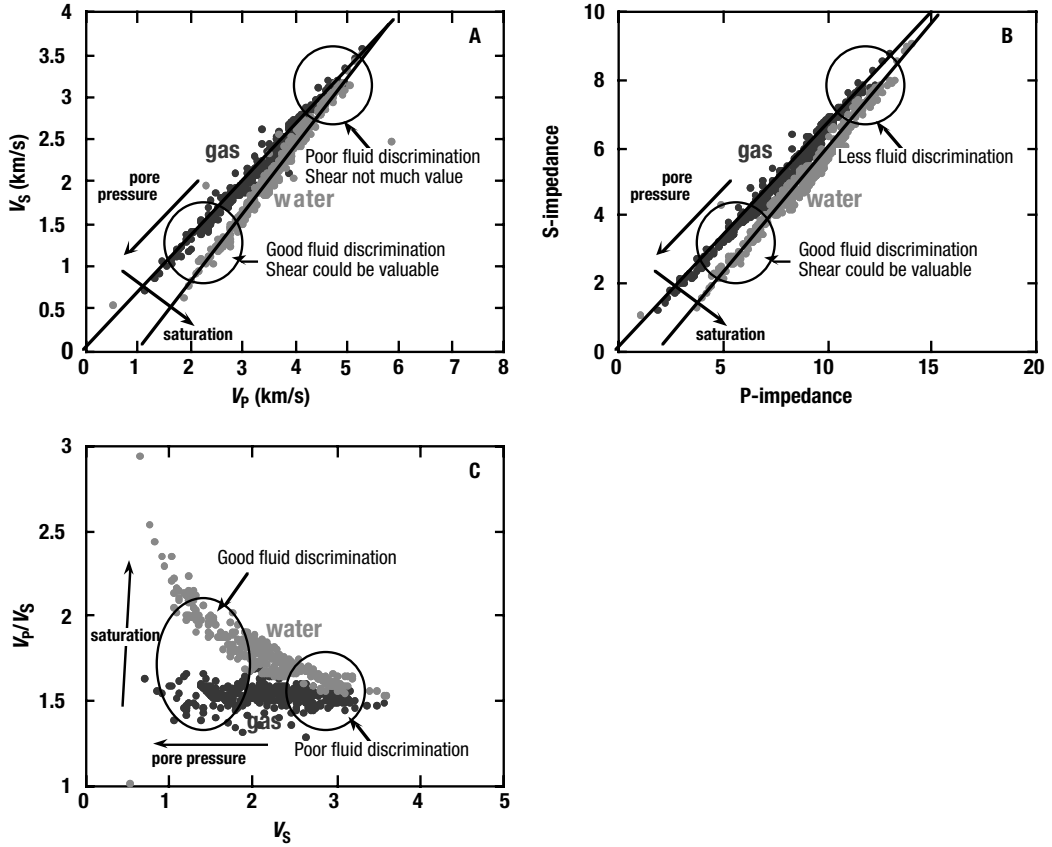 A
4
3.5
3
2.5
2
1.5
1
0.5
0
0
1
2
3
4
5
6
7
8
V_S (km/s)
V_P (km/s)
gas
water
pore
pressure
saturation
Poor fluid discrimination
Shear not much value
Good fluid discrimination
Shear could be valuable
B
10
8
6
4
2
0
0
5
10
15
20
S-impedance
P-impedance
gas
water
pore
pressure
saturation
Less fluid discrimination
Good fluid discrimination
Shear could be valuable
C
3
2.5
2
1.5
1
0
1
2
3
4
5
V_P/V_S
V_S
Good fluid discrimination
saturation
water
gas
Poor fluid discrimination
pore pressure